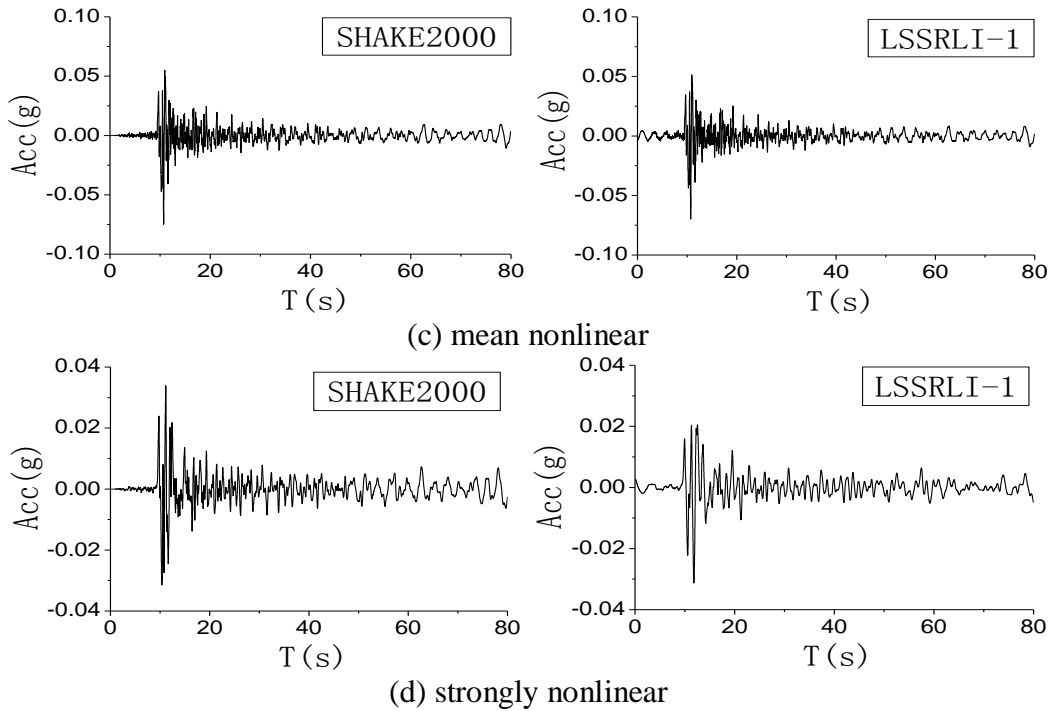 SHAKE2000
Acc(g)
0.10
0.05
0.00
-0.05
-0.10
0 20 40 60 80
T(s)
LSSRLI-1
Acc(g)
0.10
0.05
0.00
-0.05
-0.10
0 20 40 60 80
T(s)
(c) mean nonlinear
SHAKE2000
Acc(g)
0.04
0.02
0.00
-0.02
-0.04
0 20 40 60 80
T(s)
LSSRLI-1
Acc(g)
0.04
0.02
0.00
-0.02
-0.04
0 20 40 60 80
T(s)
(d) strongly nonlinear